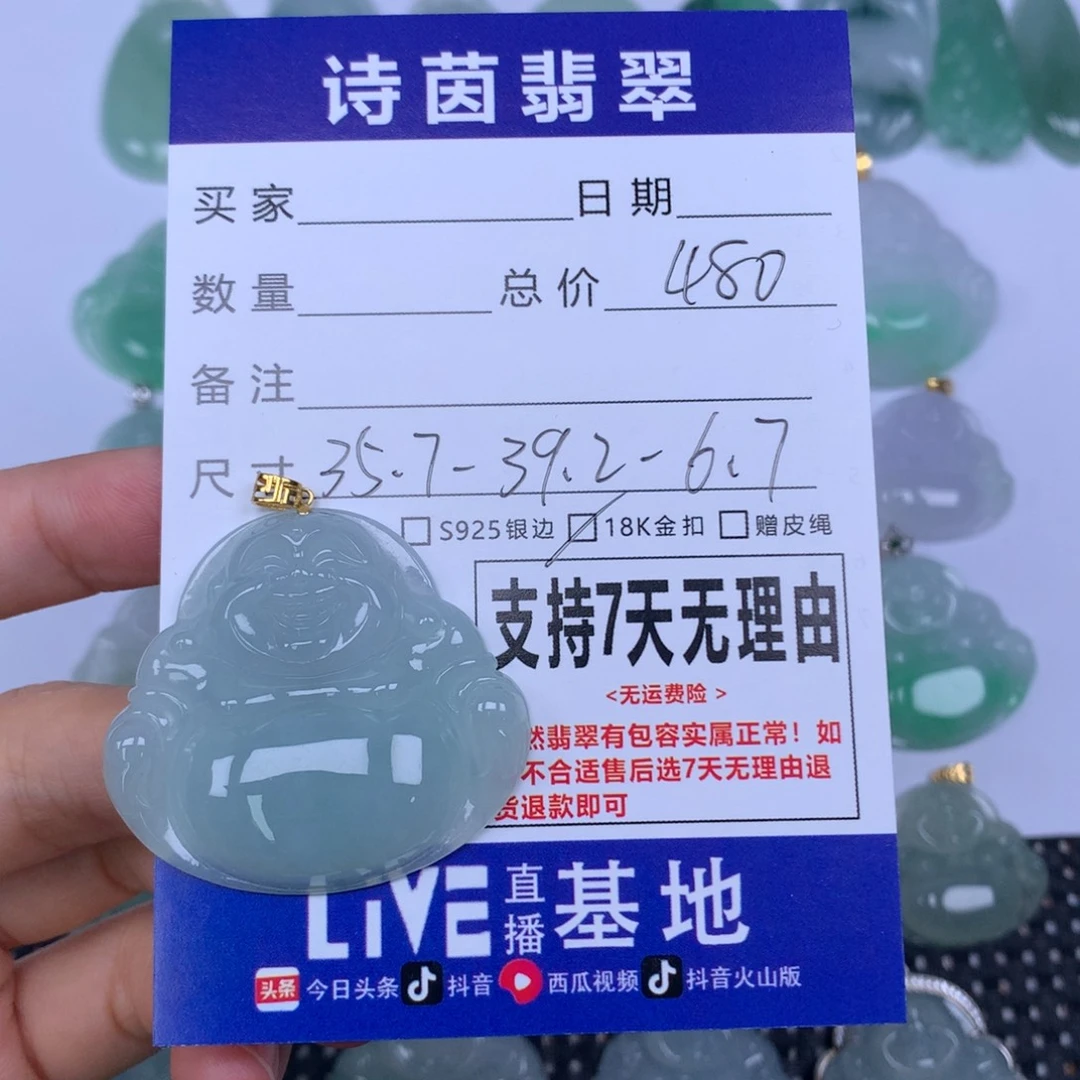 诗茵翡翠
买家 日期
数量 总价 480
备注
尺寸 35.7-39.2-6.7
S925银边 18K金扣 赠皮绳
支持7天无理由
<无运费险>
然翡翠有包容实属正常！如
不合适售后选7天无理由退
货退款即可
LiVE 直播 基地
头条 今日头条 抖音 西瓜视频 抖音火山版